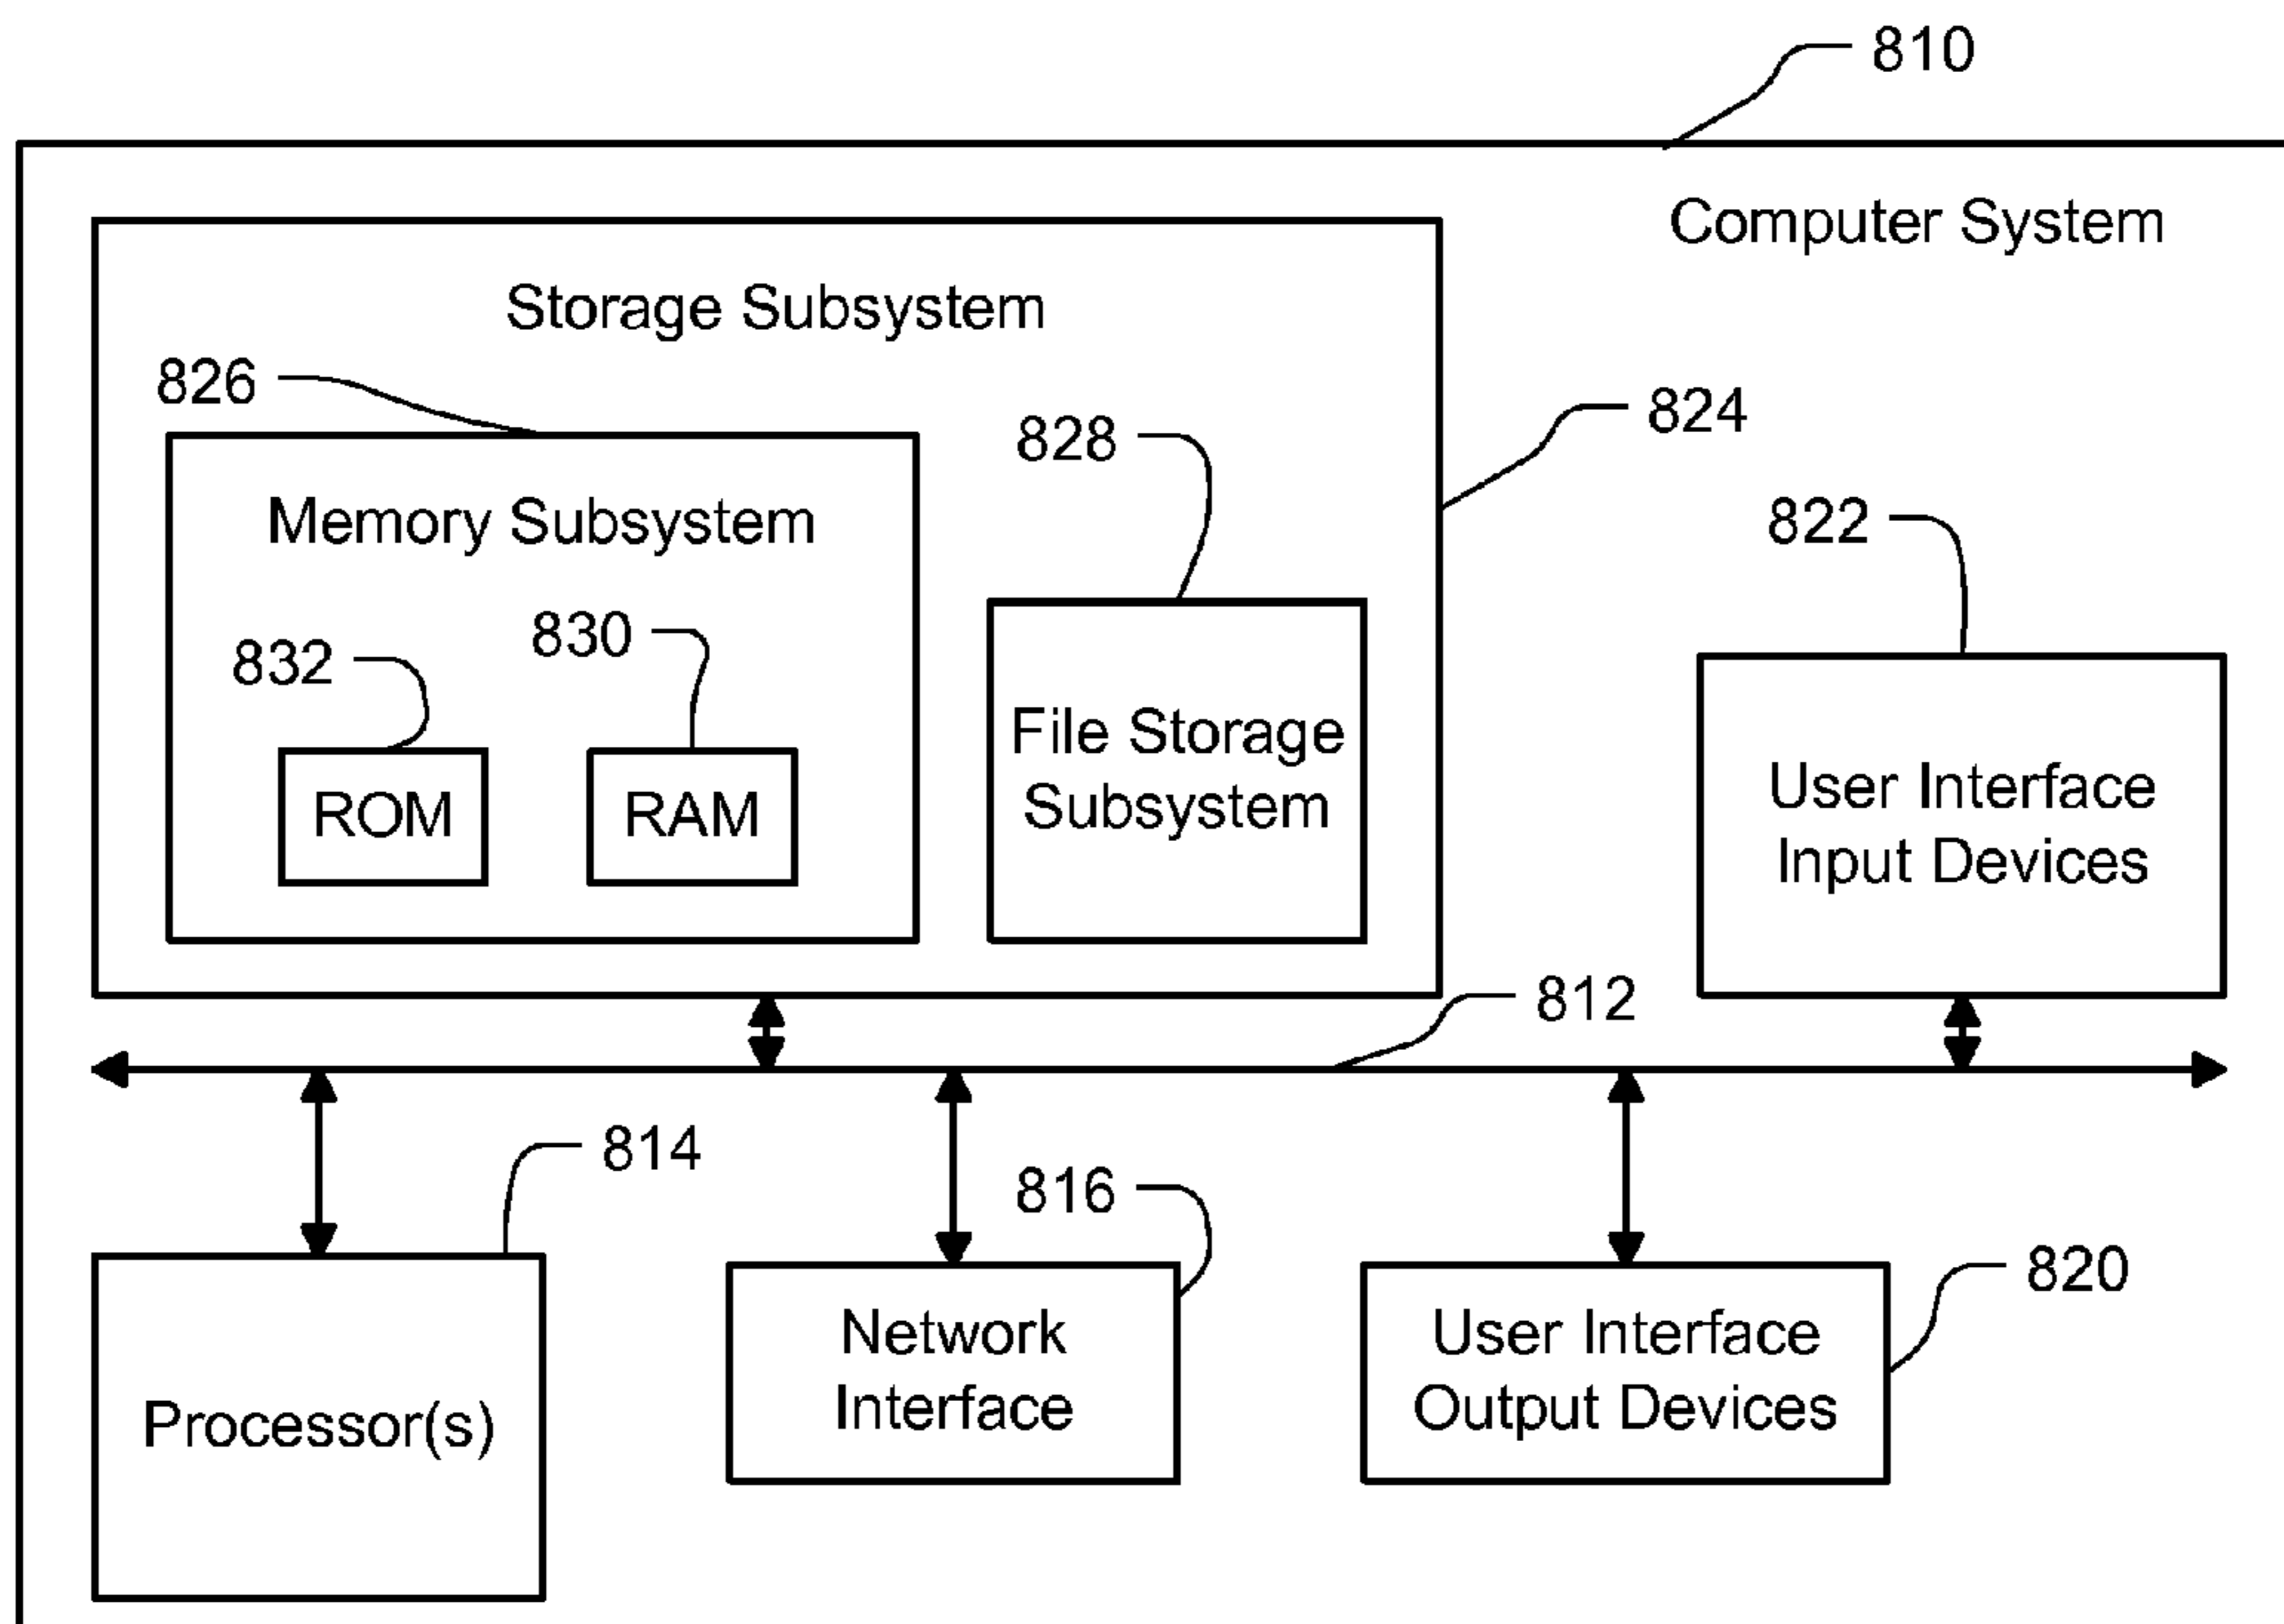 810
Computer System
Storage Subsystem
826
824
828
Memory Subsystem
822
832
830
File Storage
Subsystem
ROM
RAM
User Interface
Input Devices
812
814
816
820
Processor(s)
Network
Interface
User Interface
Output Devices